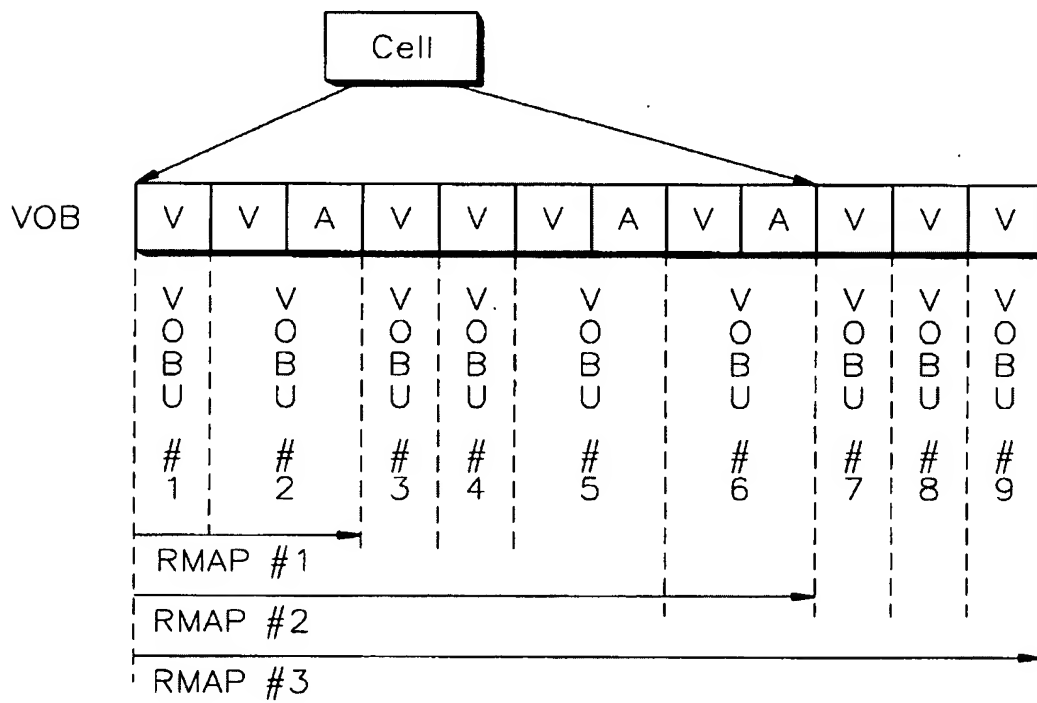 Cell
VOB V V A V V V A V A V V V
VOBU #1 VOBU #2 VOBU #3 VOBU #4 VOBU #5 VOBU #6 VOBU #7 VOBU #8 VOBU #9
RMAP #1
RMAP #2
RMAP #3